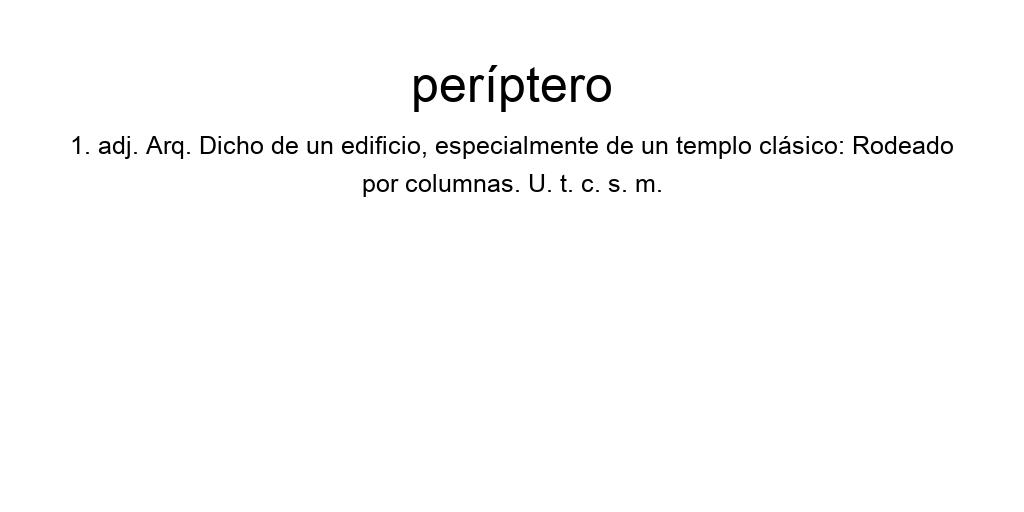 períptero
1. adj. Arq. Dicho de un edificio, especialmente de un templo clásico: Rodeado
por columnas. U. t. c. s. m.